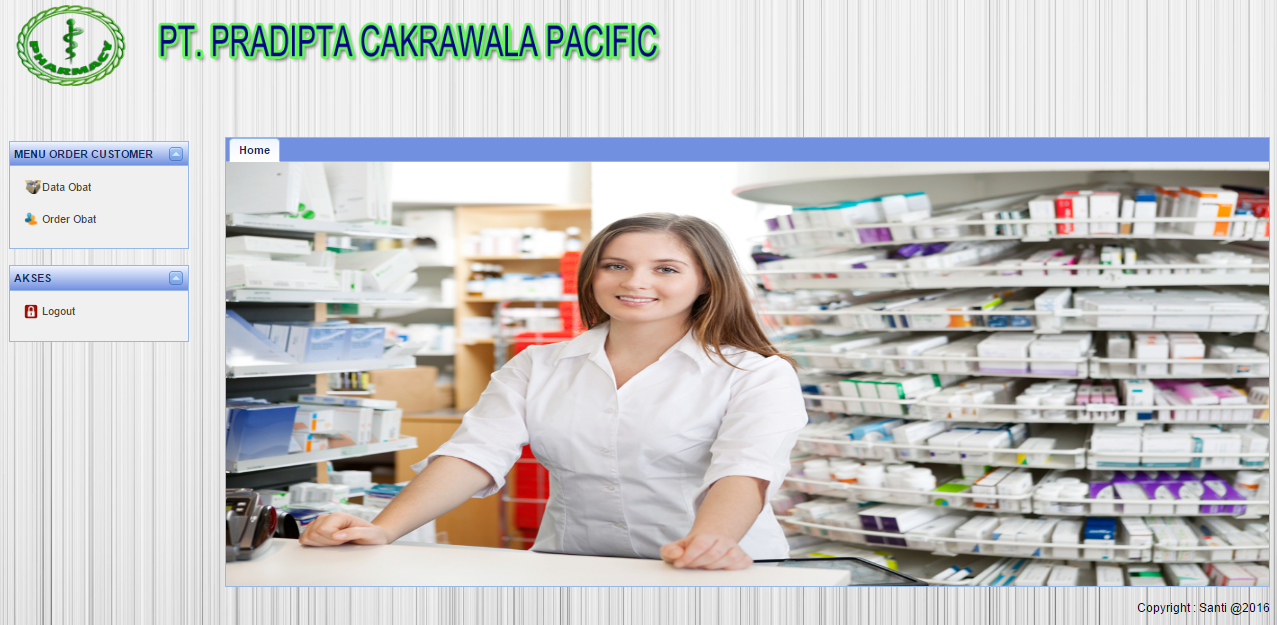 PHARMACY
PT. PRADIPTA CAKRAWALA PACIFIC
MENU ORDER CUSTOMER
Data Obat
Order Obat
AKSES
Logout
Home
Copyright : Santi @2016